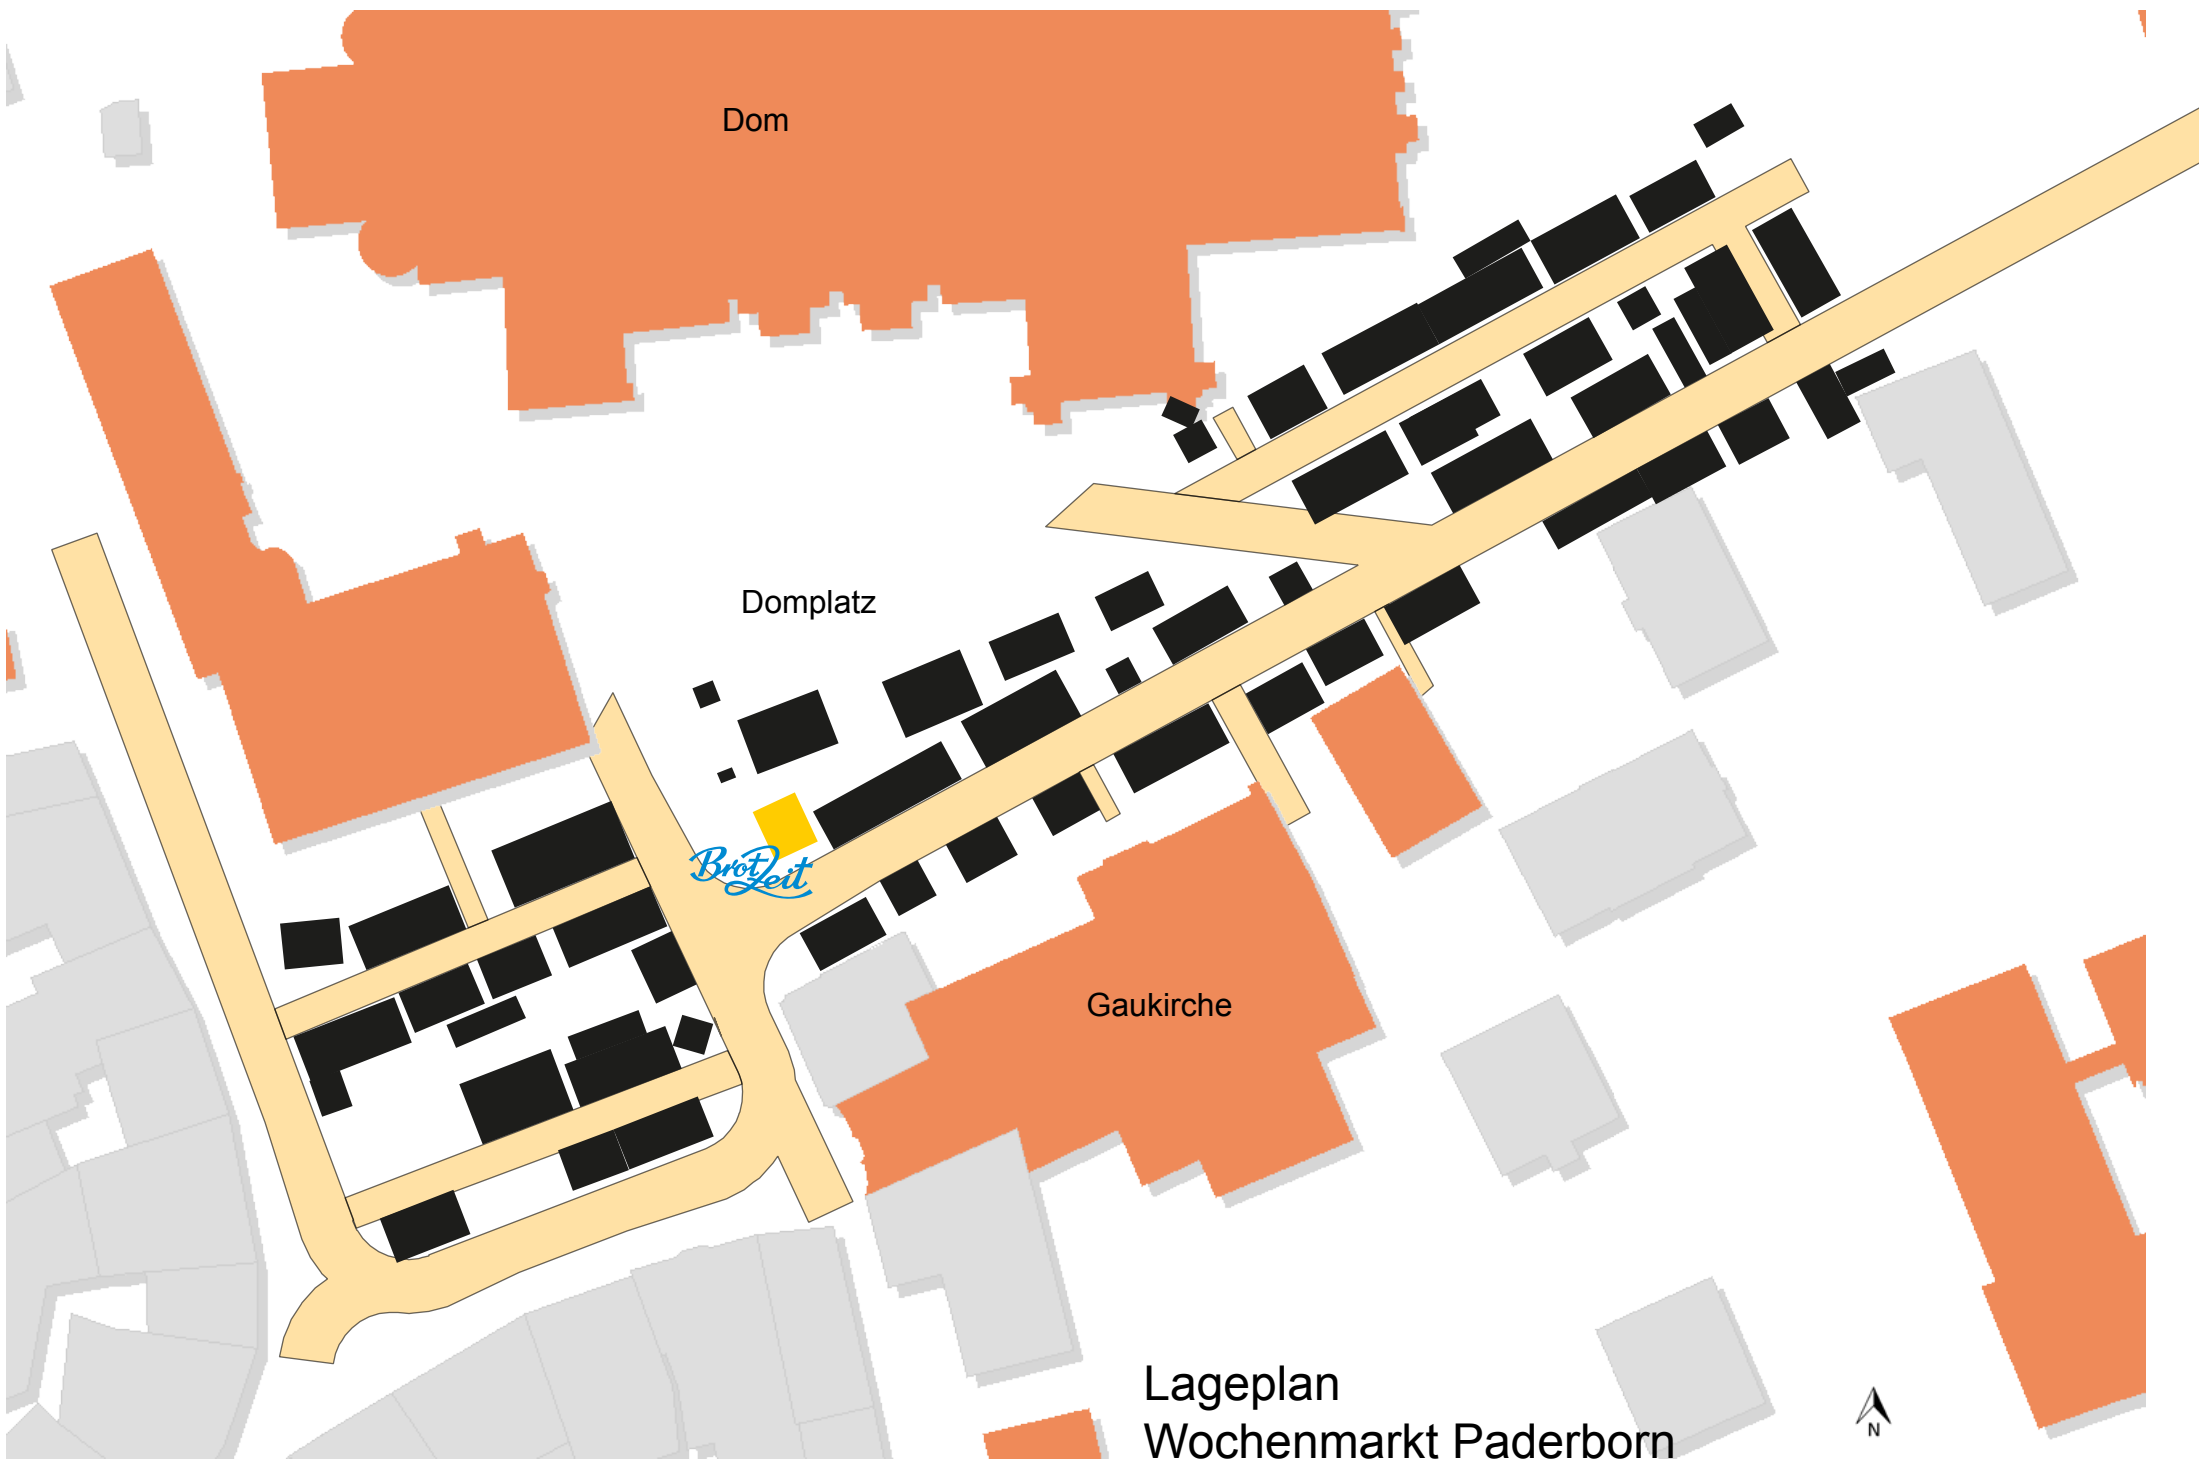 Dom
Domplatz
BrotZeit
Gaukirche
Lageplan
Wochenmarkt Paderborn
N